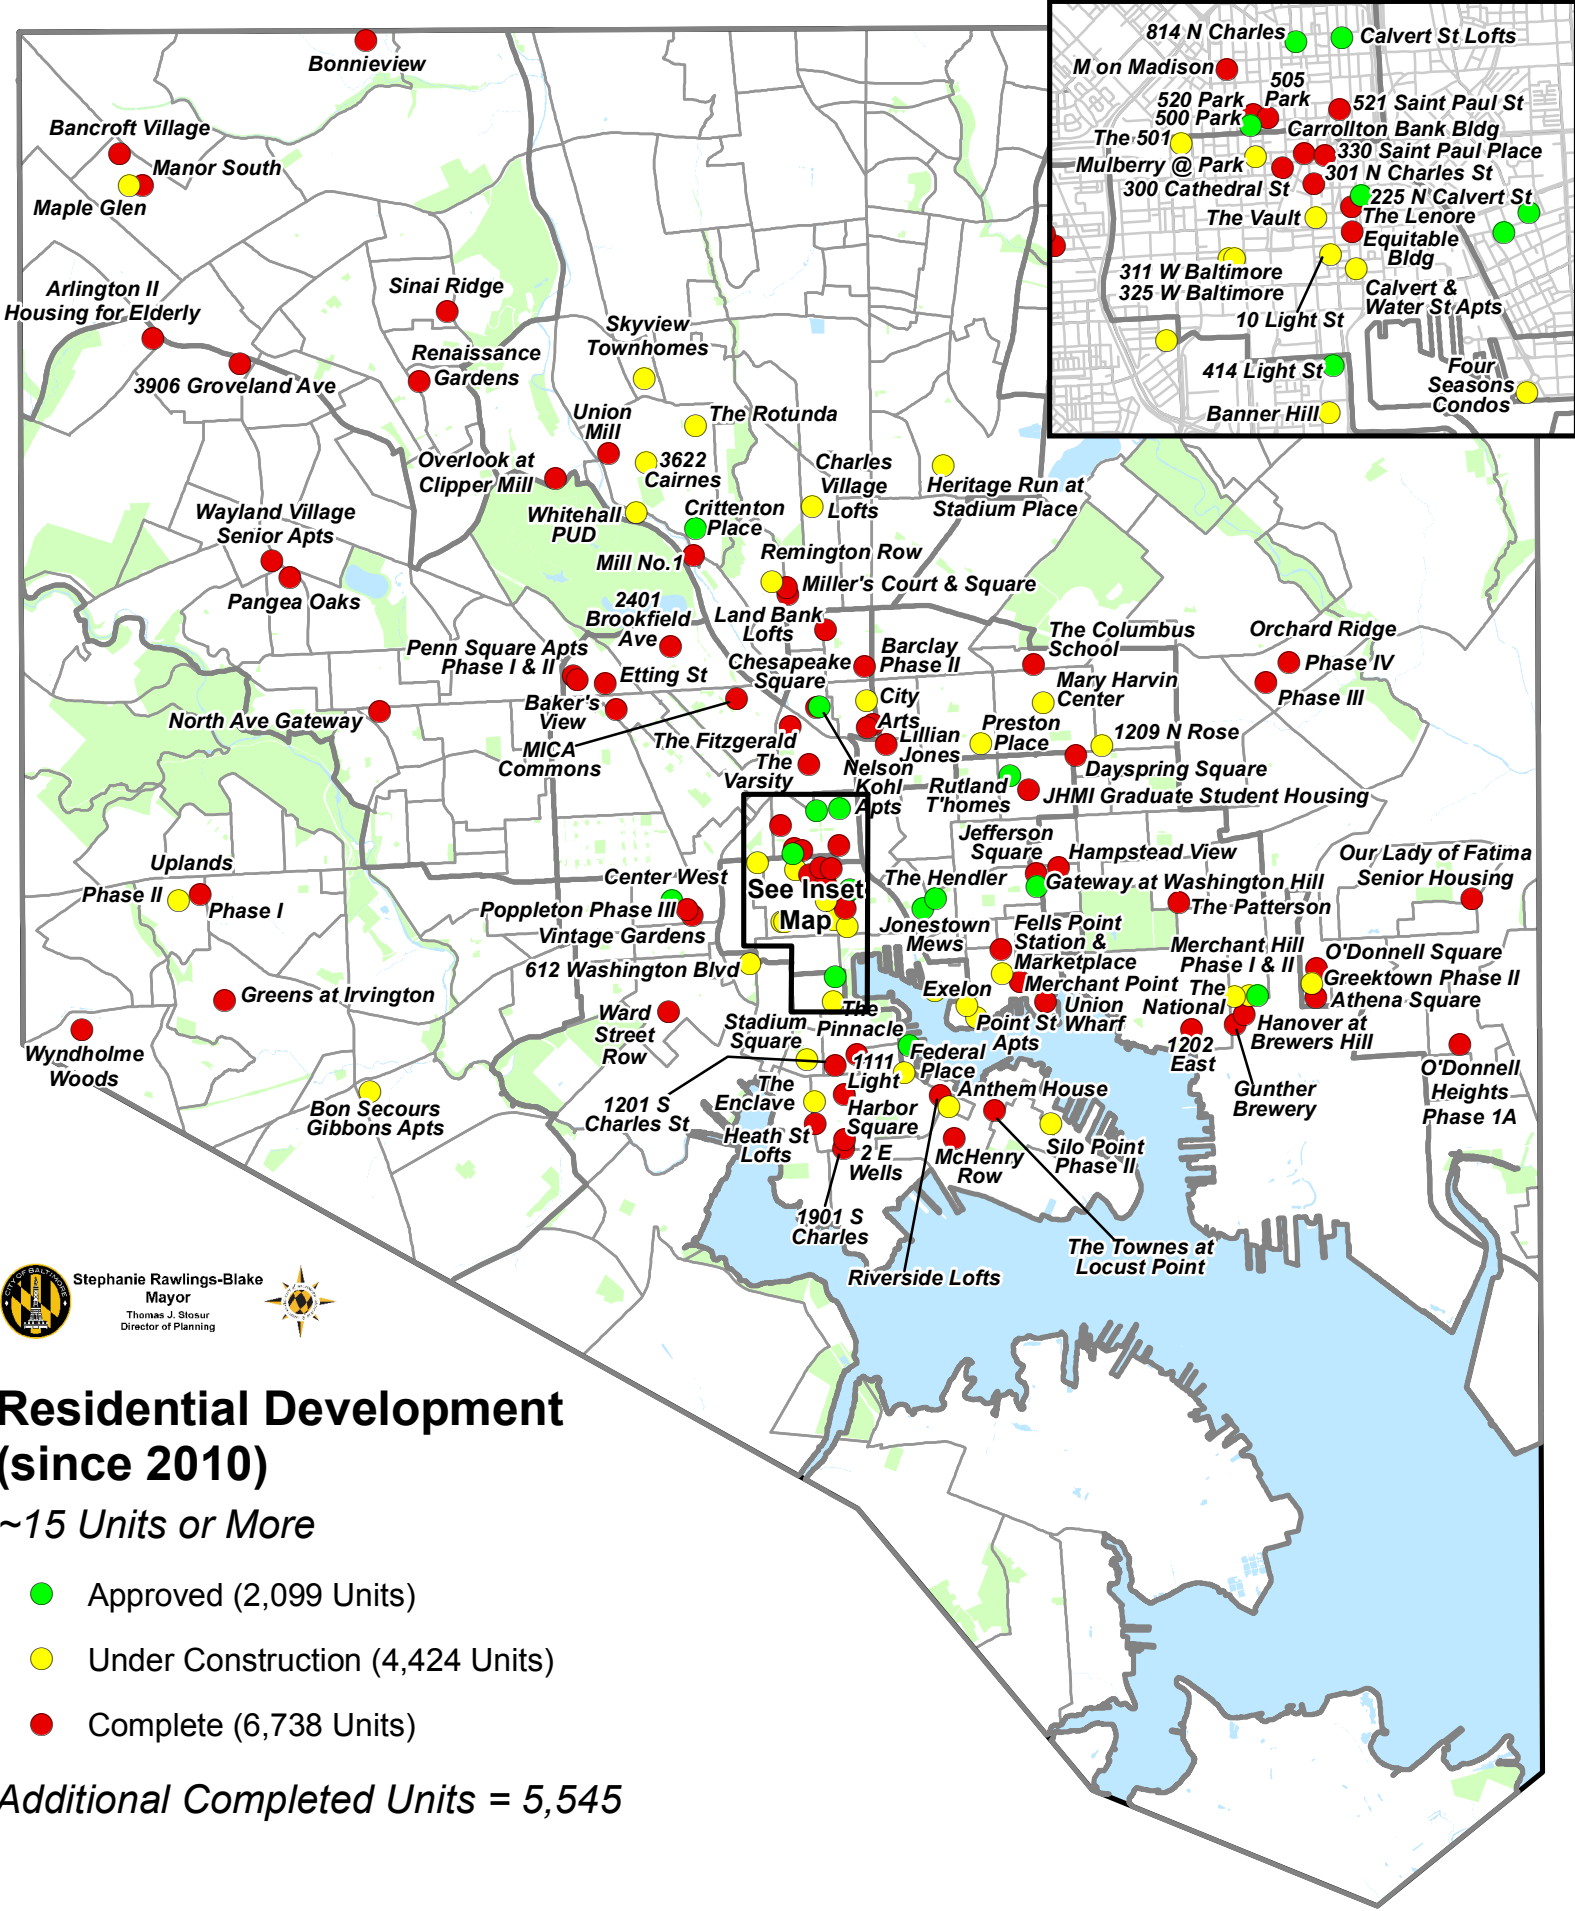 Bonnieview
Bancroft Village
Manor South
Maple Glen
Arlington II
Housing for Elderly
3906 Groveland Ave
Sinai Ridge
Renaissance
Gardens
Skyview
Townhomes
The Rotunda
Union
Mill
3622
Cairnes
Overlook at
Clipper Mill
Whitehall
PUD
Crittenton
Place
Mill No.1
Charles
Village
Lofts
Heritage Run at
Stadium Place
Wayland Village
Senior Apts
Pangea Oaks
Remington Row
Miller's Court & Square
2401
Brookfield
Ave
Land Bank
Lofts
Penn Square Apts
Phase I & II
Etting St
Chesapeake
Square
Barclay
Phase II
The Columbus
School
Orchard Ridge
Phase IV
Phase III
Mary Harvin
Center
Baker's
View
North Ave Gateway
MICA
Commons
The Fitzgerald
City
Arts
Lillian
Jones
Preston
Place
1209 N Rose
The
Varsity
Nelson
Kohl
Apts
Rutland
T'homes
Dayspring Square
JHMI Graduate Student Housing
Jefferson
Square
Hampstead View
Our Lady of Fatima
Senior Housing
Uplands
Phase II
Phase I
Center West
See Inset
Map
The Hendler
Gateway at Washington Hill
The Patterson
Poppleton Phase III
Vintage Gardens
Jonestown
Mews
Fells Point
Station &
Marketplace
Merchant Hill
Phase I & II
O'Donnell Square
Greektown Phase II
Athena Square
612 Washington Blvd
Greens at Irvington
Exelon
Merchant Point
The
National
Ward
Street
Row
Stadium
Square
The
Pinnacle
Point St
Apts
Union
Wharf
Hanover at
Brewers Hill
1202
East
Wyndholme
Woods
1111
Light
Federal
Place
O'Donnell
Heights
Phase 1A
Gunther
Brewery
Bon Secours
Gibbons Apts
1201 S
Charles St
The
Enclave
Anthem House
Harbor
Square
Heath St
Lofts
2 E
Wells
McHenry
Row
Silo Point
Phase II
1901 S
Charles
The Townes at
Locust Point
Riverside Lofts
814 N Charles
Calvert St Lofts
M on Madison
505
Park
520 Park
500 Park
521 Saint Paul St
The 501
Carrollton Bank Bldg
Mulberry @ Park
330 Saint Paul Place
300 Cathedral St
301 N Charles St
225 N Calvert St
The Vault
The Lenore
Equitable
Bldg
311 W Baltimore
325 W Baltimore
Calvert &
Water St Apts
10 Light St
414 Light St
Four
Seasons
Condos
Banner Hill
CITY OF BALTIMORE
Stephanie Rawlings-Blake
Mayor
Thomas J. Stosur
Director of Planning
Residential Development
(since 2010)
~15 Units or More
Approved (2,099 Units)
Under Construction (4,424 Units)
Complete (6,738 Units)
Additional Completed Units = 5,545